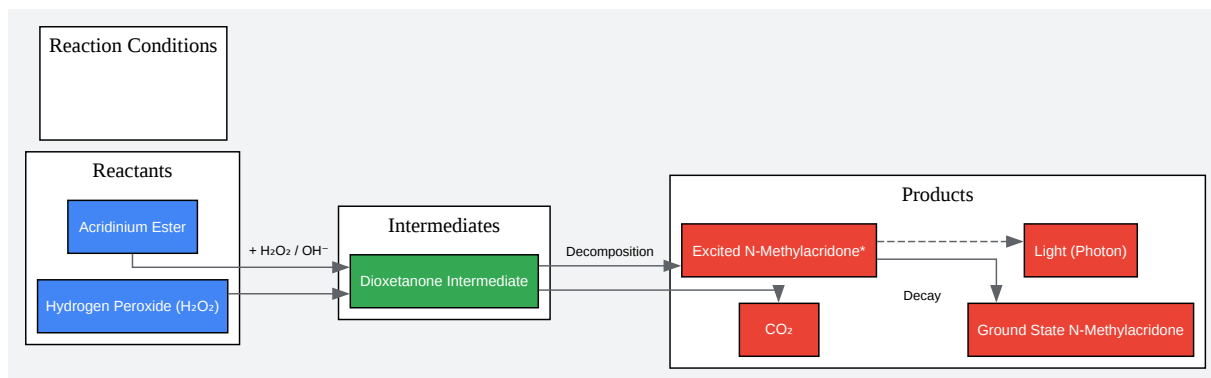 Reaction Conditions
Reactants
Acridinium Ester
Hydrogen Peroxide (H₂O₂)
+ H₂O₂ / OH⁻
Intermediates
Dioxetanone Intermediate
Decomposition
Products
Excited N-Methylacridone*
Light (Photon)
Decay
CO₂
Ground State N-Methylacridone